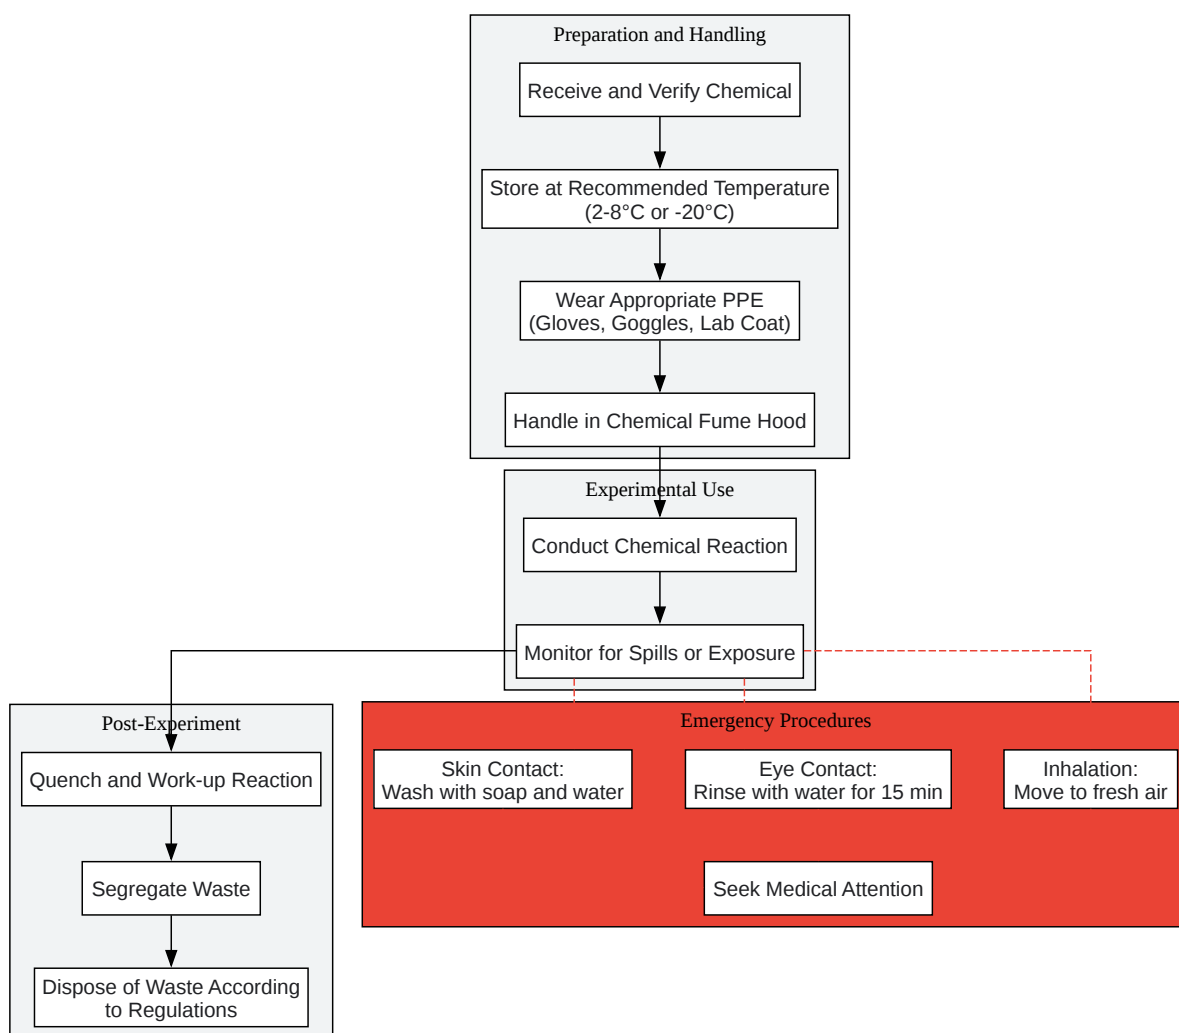 Preparation and Handling
Receive and Verify Chemical
Store at Recommended Temperature
(2-8°C or -20°C)
Wear Appropriate PPE
(Gloves, Goggles, Lab Coat)
Handle in Chemical Fume Hood
Experimental Use
Conduct Chemical Reaction
Monitor for Spills or Exposure
Post-Experiment
Quench and Work-up Reaction
Segregate Waste
Dispose of Waste According
to Regulations
Emergency Procedures
Skin Contact:
Wash with soap and water
Eye Contact:
Rinse with water for 15 min
Inhalation:
Move to fresh air
Seek Medical Attention